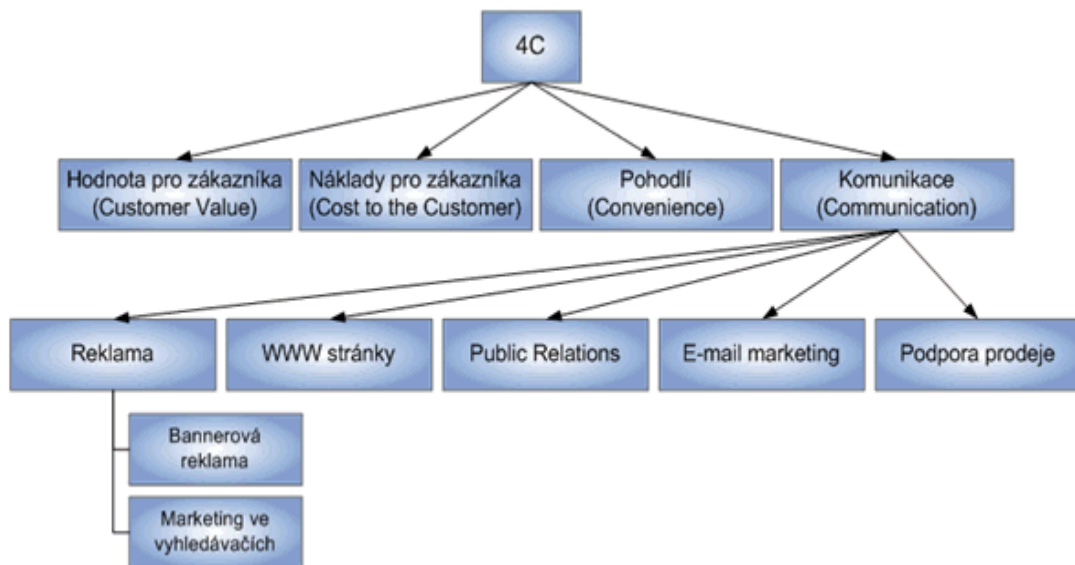 4C
Hodnota pro zákazníka
(Customer Value)
Náklady pro zákazníka
(Cost to the Customer)
Pohodlí
(Convenience)
Komunikace
(Communication)
Reklama
WWW stránky
Public Relations
E-mail marketing
Podpora prodeje
Bannerová
reklama
Marketing ve
vyhledávačích